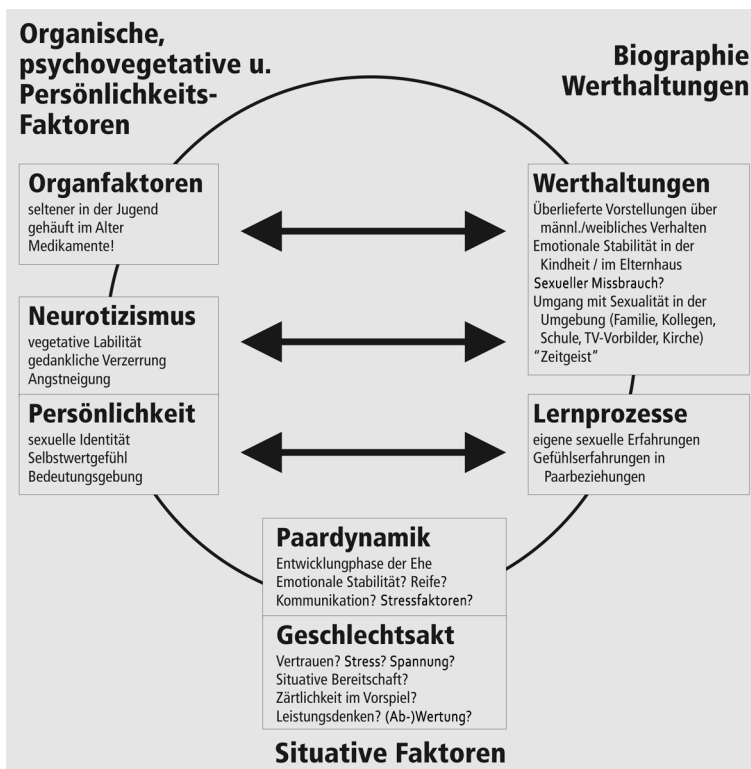 Organische,
psychovegetative u.
Persönlichkeits-
Faktoren
Biographie
Werthaltungen
Organfaktoren
seltener in der Jugend
gehäuft im Alter
Medikamente!
Neurotizismus
vegetative Labilität
gedankliche Verzerrung
Angstneigung
Persönlichkeit
sexuelle Identität
Selbstwertgefühl
Bedeutungsgebung
Werthaltungen
Überlieferte Vorstellungen über
männl./weibliches Verhalten
Emotionale Stabilität in der
Kindheit / im Elternhaus
Sexueller Missbrauch?
Umgang mit Sexualität in der
Umgebung (Familie, Kollegen,
Schule, TV-Vorbilder, Kirche)
“Zeitgeist”
Lernprozesse
eigene sexuelle Erfahrungen
Gefühlserfahrungen in
Paarbeziehungen
Paardynamik
Entwicklungphase der Ehe
Emotionale Stabilität? Reife?
Kommunikation? Stressfaktoren?
Geschlechtsakt
Vertrauen? Stress? Spannung?
Situative Bereitschaft?
Zärtlichkeit im Vorspiel?
Leistungsdenken? (Ab-)Wertung?
Situative Faktoren